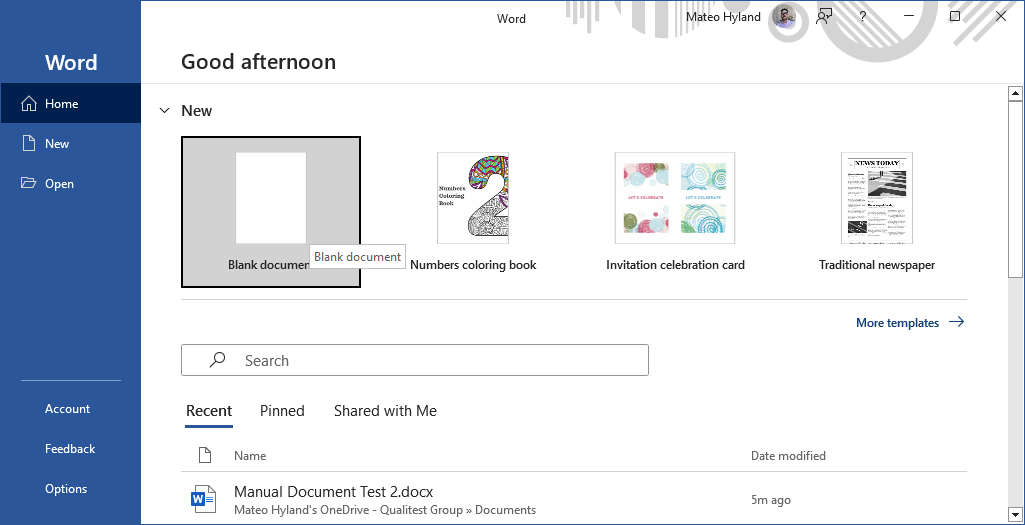 Word
Mateo Hyland
?
Word
Good afternoon
Home
New
Open
New
Numbers
Coloring
Book
2
LET'S CELEBRATE
LET'S CELEBRATE
NEWS TODAY
Blank documen
Blank document
Numbers coloring book
Invitation celebration card
Traditional newspaper
More templates
Search
Recent
Pinned
Shared with Me
Account
Feedback
Options
Name
Date modified
W
Manual Document Test 2.docx
5m ago
Mateo Hyland's OneDrive - Qualitest Group » Documents